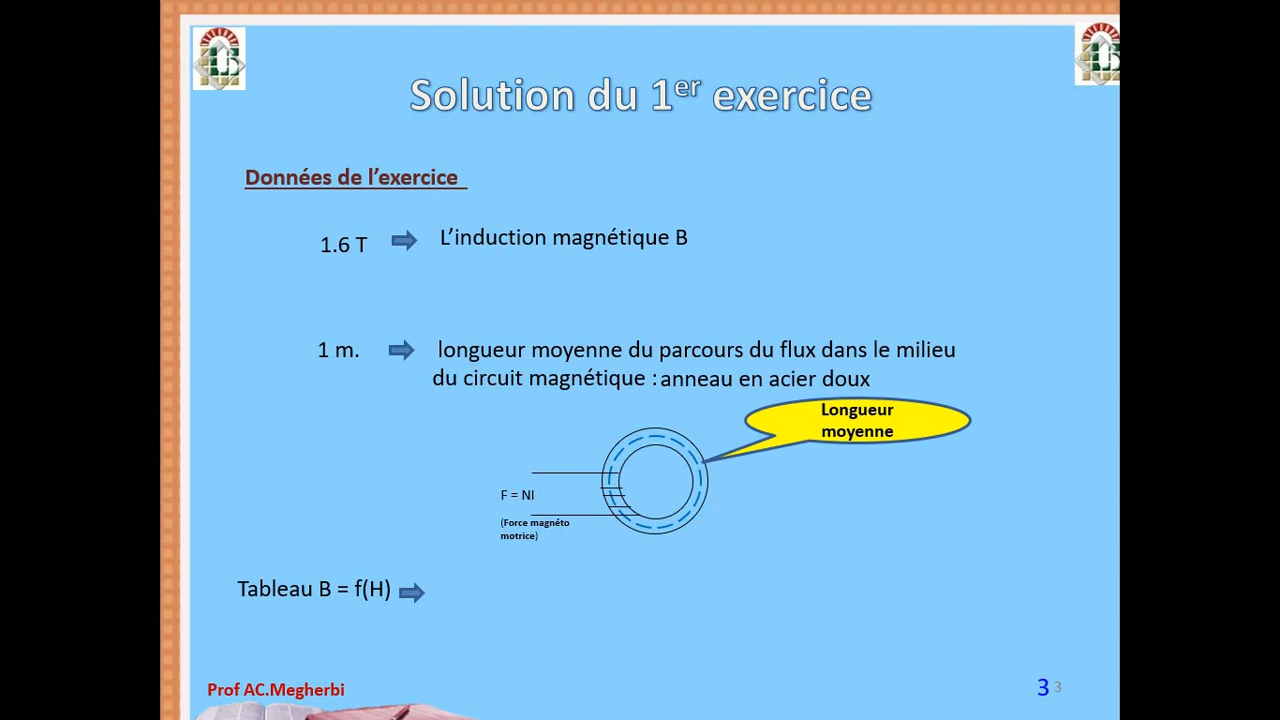 Solution du 1er exercice
Données de l’exercice
1.6 T
L’induction magnétique B
1 m.
longueur moyenne du parcours du flux dans le milieu
du circuit magnétique : anneau en acier doux
Longueur
moyenne
F = NI
(Force magnéto
motrice)
Tableau B = f(H)
Prof AC.Megherbi
3 3